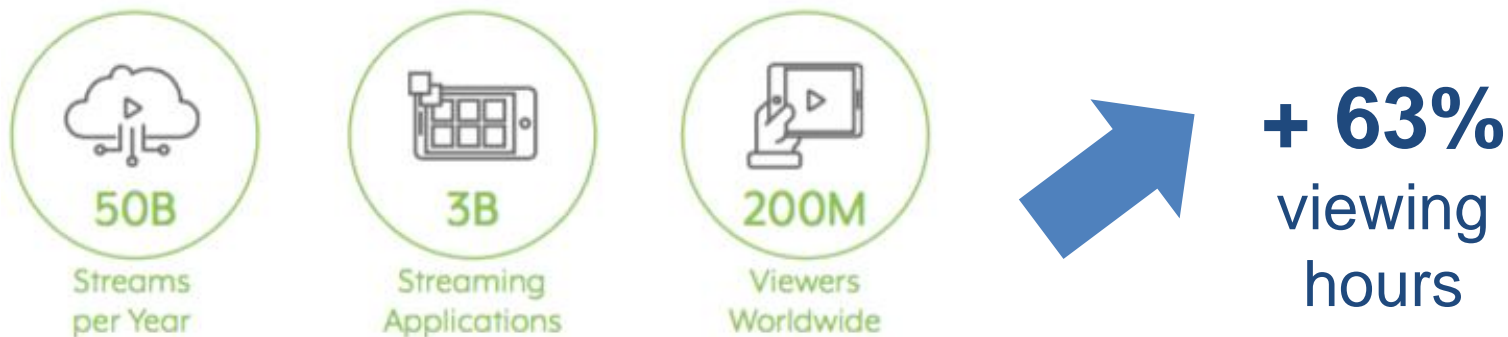 50B
Streams
per Year
3B
Streaming
Applications
200M
Viewers
Worldwide
+ 63%
viewing
hours